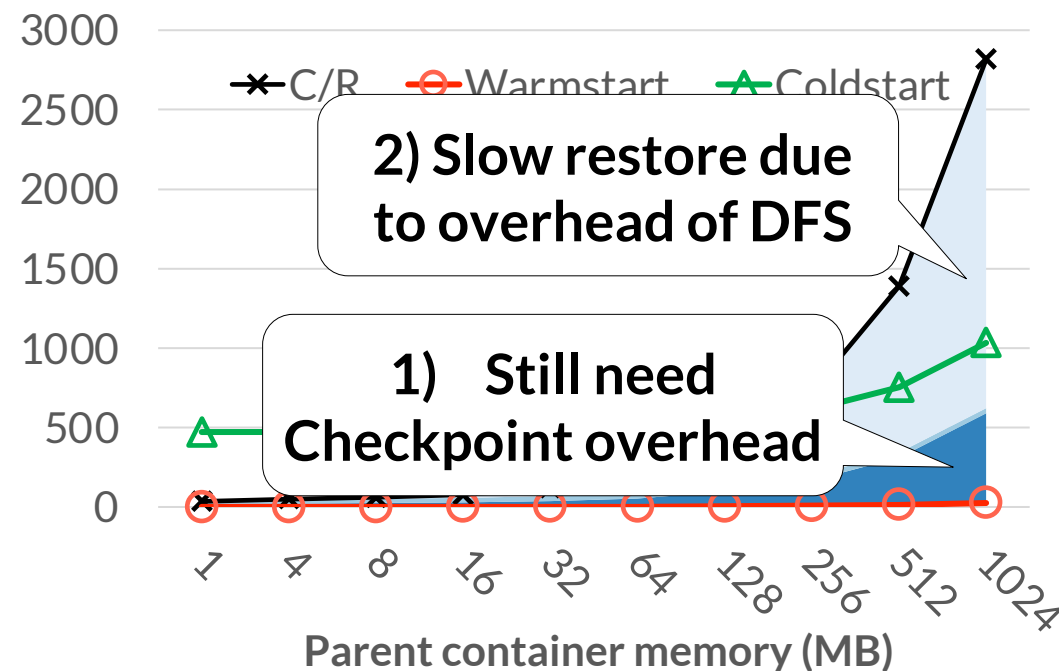 3000
C/R Warmstart Coldstart
2500
2) Slow restore due
to overhead of DFS
2000
1500
1000
1) Still need
Checkpoint overhead
500
0
1 4 8 16 32 64 128 256 512 1024
Parent container memory (MB)